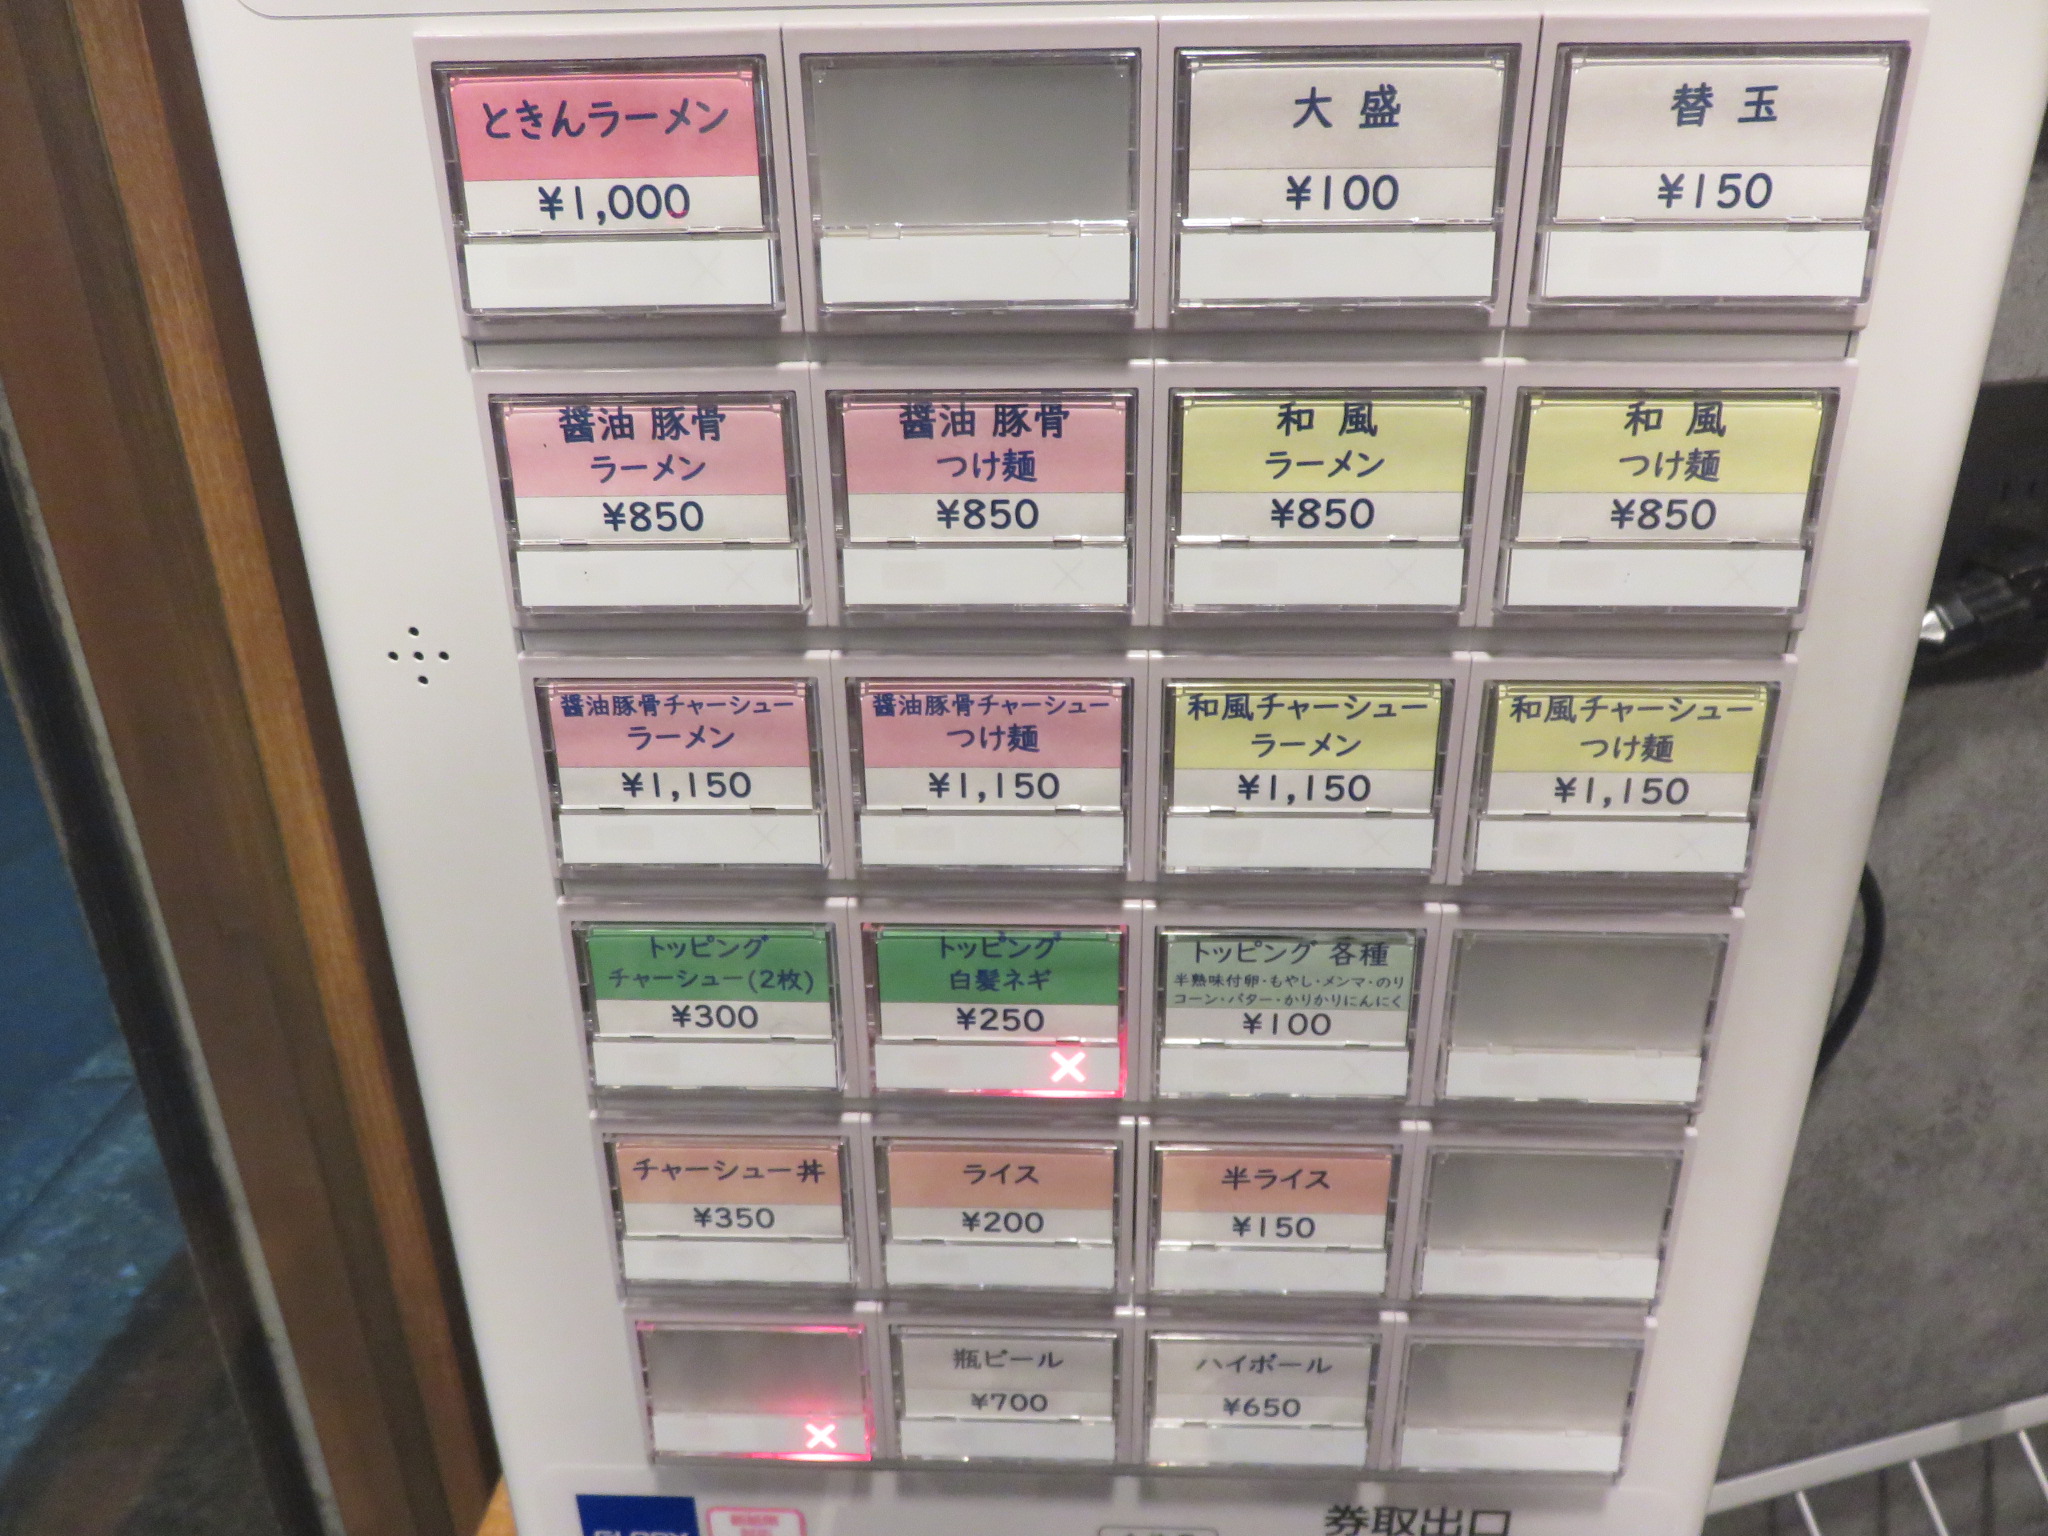 ときんラーメン
¥1,000
大盛
¥100
替玉
¥150
醤油 豚骨
ラーメン
¥850
醤油 豚骨
つけ麺
¥850
和風
ラーメン
¥850
和風
つけ麺
¥850
醤油豚骨チャーシュー
ラーメン
¥1,150
醤油豚骨チャーシュー
つけ麺
¥1,150
和風チャーシュー
ラーメン
¥1,150
和風チャーシュー
つけ麺
¥1,150
トッピング
チャーシュー(2枚)
¥300
トッピング
白髪ネギ
¥250
×
トッピング 各種
半熟味付卵・もやし・メンマ・のり
コーン・バター・かりかりにんにく
¥100
チャーシュー丼
¥350
ライス
¥200
半ライス
¥150
×
瓶ビール
¥700
ハイボール
¥650
GLORY
券取出口